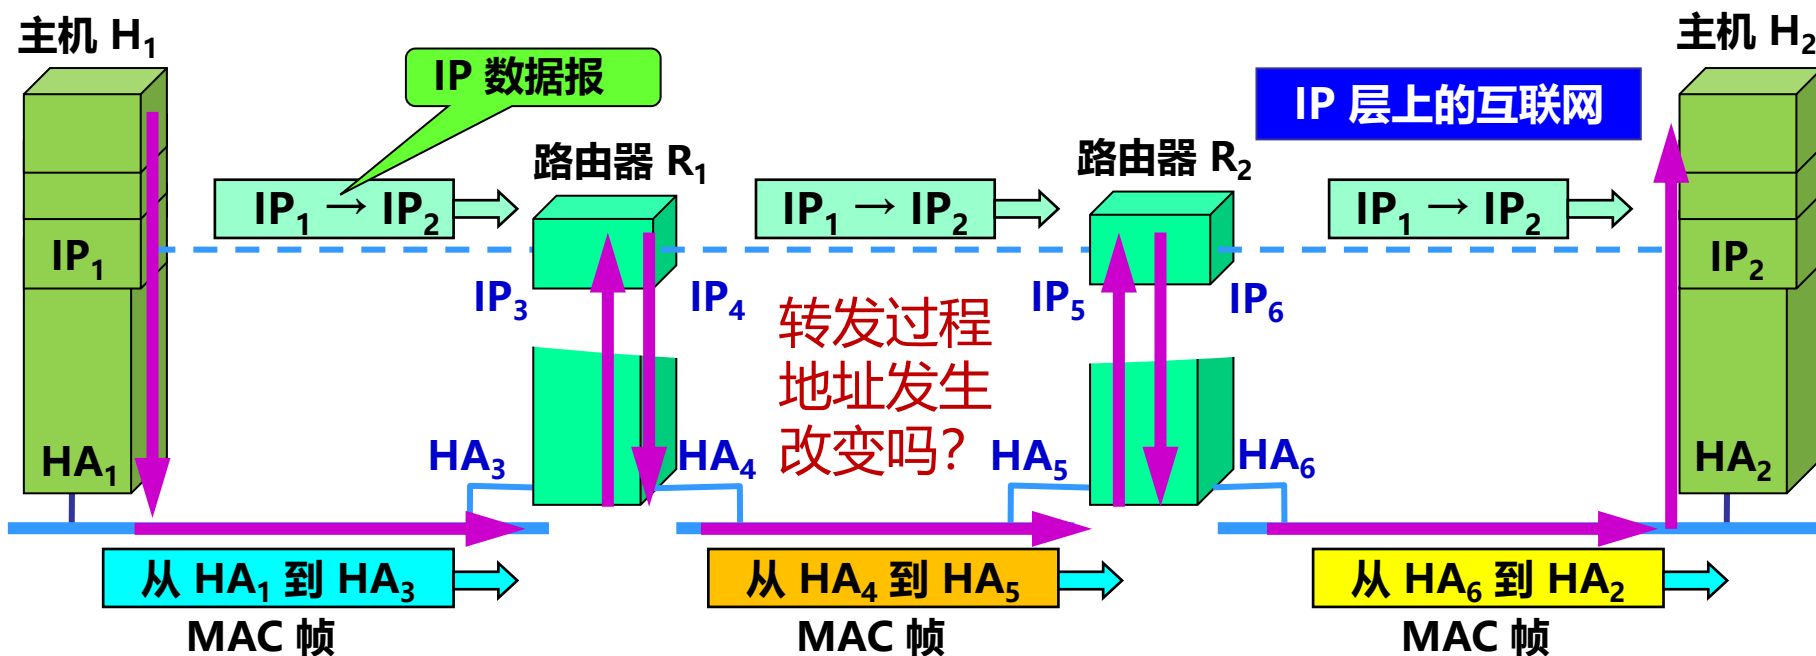 主机 H₁
IP 数据报
IP 层上的互联网
主机 H₂
路由器 R₁
路由器 R₂
IP₁ → IP₂
IP₁ → IP₂
IP₁ → IP₂
IP₁
IP₃
IP₄
IP₅
IP₆
IP₂
转发过程
地址发生
改变吗？
HA₁
HA₃
HA₄
HA₅
HA₆
HA₂
从 HA₁ 到 HA₃
从 HA₄ 到 HA₅
从 HA₆ 到 HA₂
MAC 帧
MAC 帧
MAC 帧